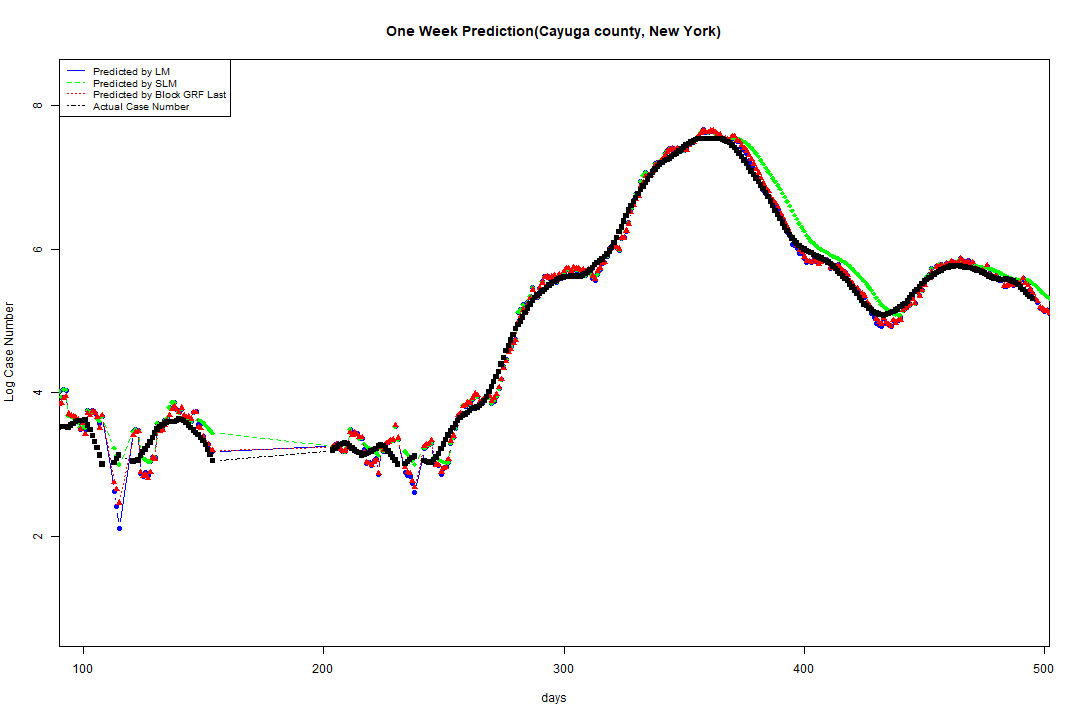 One Week Prediction(Cayuga county, New York)
Predicted by LM
Predicted by SLM
Predicted by Block GRF Last
Actual Case Number
8
6
4
2
Log Case Number
100
200
300
400
500
days